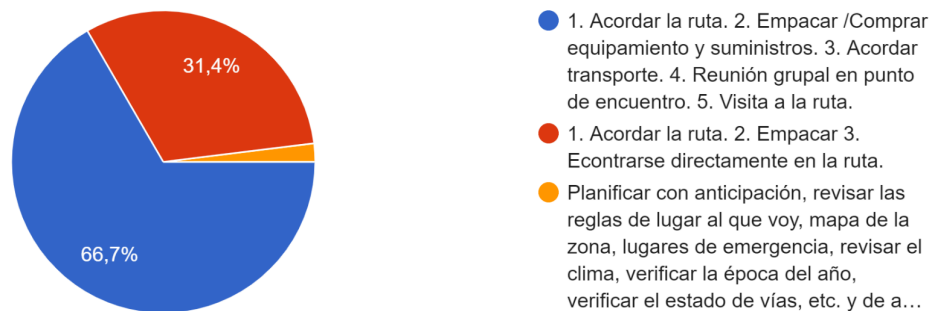 31,4%
66,7%
1. Acordar la ruta. 2. Empacar /Comprar
equipamiento y suministros. 3. Acordar
transporte. 4. Reunión grupal en punto
de encuentro. 5. Visita a la ruta.
1. Acordar la ruta. 2. Empacar 3.
Econtrarse directamente en la ruta.
Planificar con anticipación, revisar las
reglas de lugar al que voy, mapa de la
zona, lugares de emergencia, revisar el
clima, verificar la época del año,
verificar el estado de vías, etc. y de a…